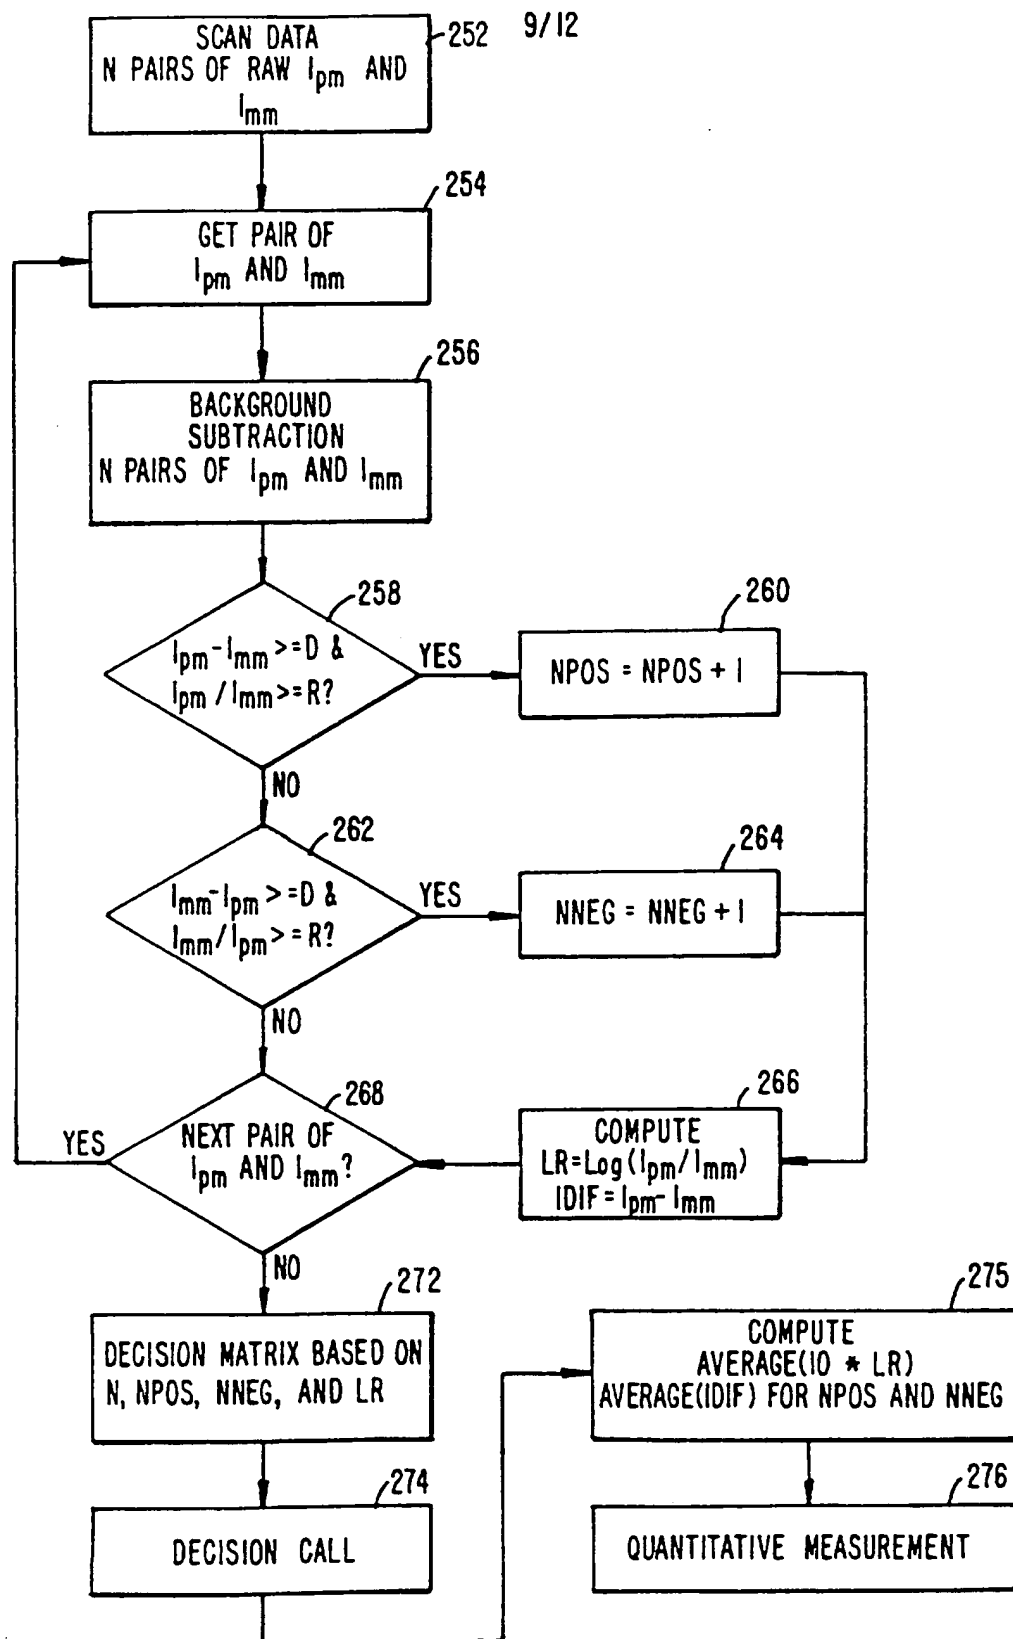 9/12
252
SCAN DATA
N PAIRS OF RAW Ipm AND
Imm
254
GET PAIR OF
Ipm AND Imm
256
BACKGROUND
SUBTRACTION
N PAIRS OF Ipm AND Imm
258
Ipm-Imm>=D &
Ipm/Imm>=R?
YES
260
NPOS = NPOS + 1
NO
262
Imm-Ipm>=D &
Imm/Ipm>=R?
YES
264
NNEG = NNEG + 1
NO
268
NEXT PAIR OF
Ipm AND Imm?
YES
266
COMPUTE
LR=Log(Ipm/Imm)
IDIF=Ipm-Imm
NO
272
DECISION MATRIX BASED ON
N, NPOS, NNEG, AND LR
274
DECISION CALL
275
COMPUTE
AVERAGE(10 * LR)
AVERAGE(IDIF) FOR NPOS AND NNEG
276
QUANTITATIVE MEASUREMENT